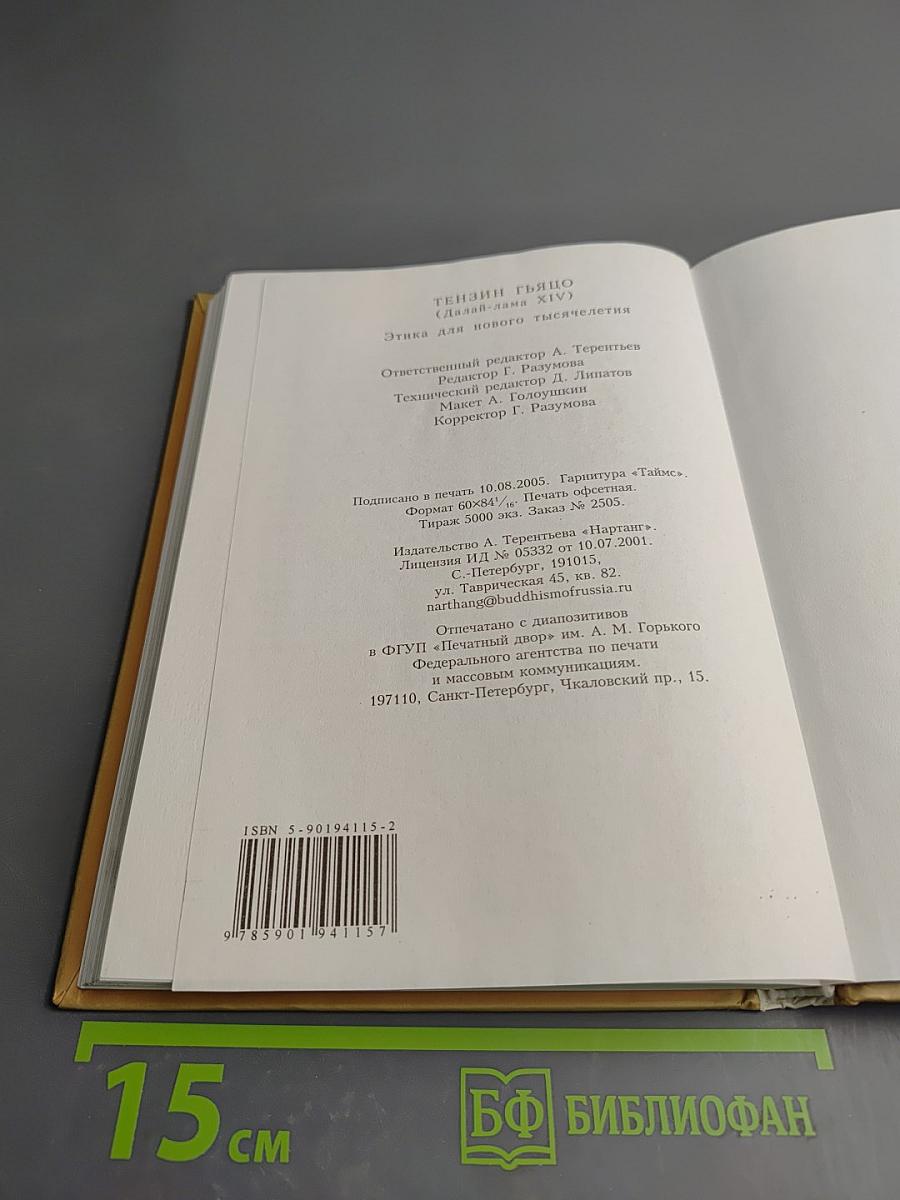 ТЕНЗИН ГЬЯЦО
(Далай-лама XIV)
Этика для нового тысячелетия
Ответственный редактор А. Терентьев
Редактор Г. Разумова
Технический редактор Д. Липатов
Макет А. Голоушкин
Корректор Г. Разумова
Подписано в печать 10.08.2005. Гарнитура «Таймс».
Формат 60×84¹/₁₆. Печать офсетная.
Тираж 5000 экз. Заказ № 2505.
Издательство А. Терентьева «Нартанг».
Лицензия ИД № 05332 от 10.07.2001.
С.-Петербург, 191015,
ул. Таврическая 45, кв. 82.
narthang@buddhismofrussia.ru
Отпечатано с диапозитивов
в ФГУП «Печатный двор» им. А. М. Горького
Федерального агентства по печати
и массовым коммуникациям.
197110, Санкт-Петербург, Чкаловский пр., 15.
ISBN 5-90194115-2
9 785901 941157
15 см
БФ БИБЛИОФАН